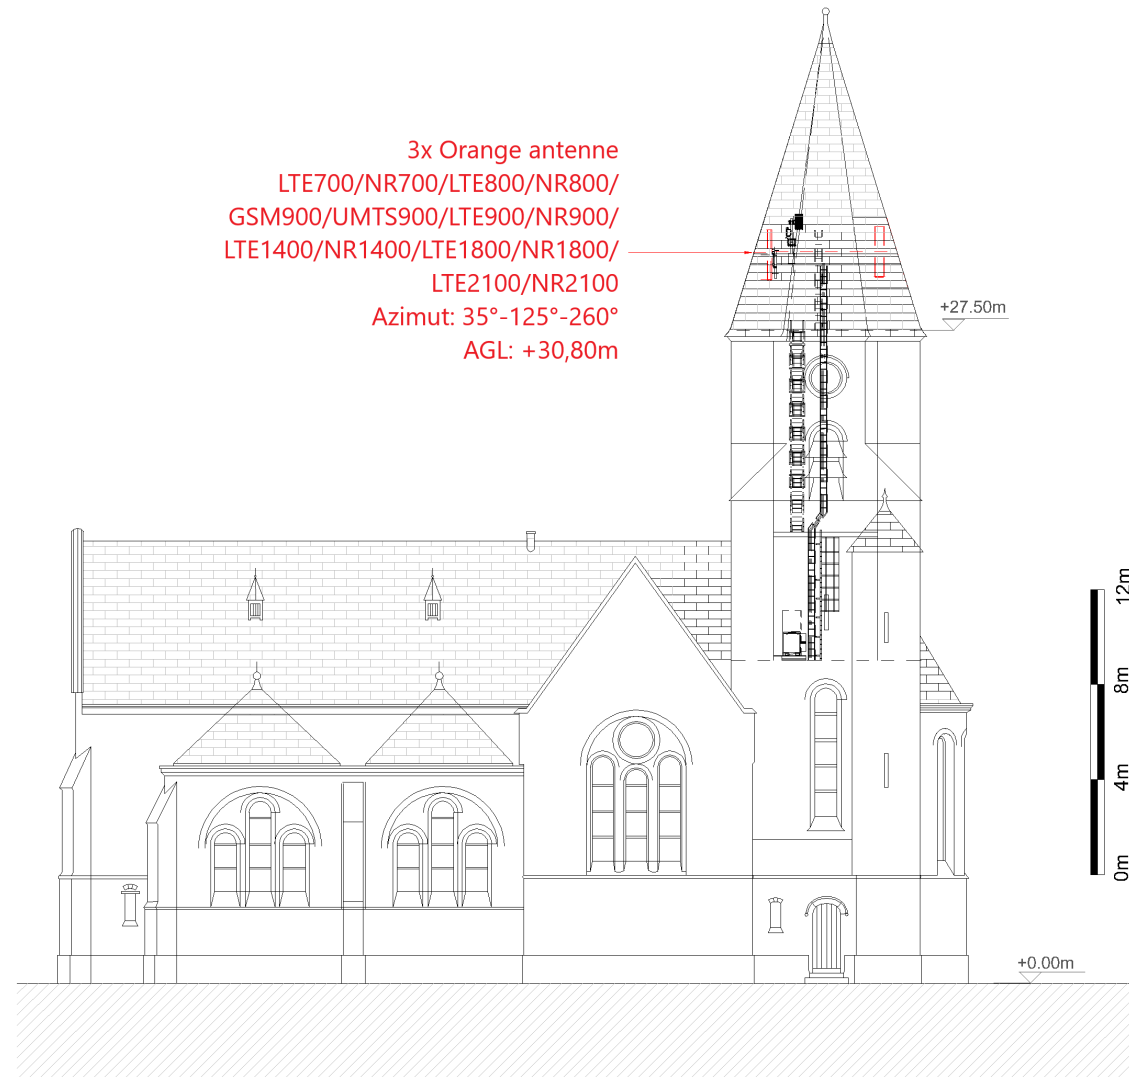 3x Orange antenne
LTE700/NR700/LTE800/NR800/
GSM900/UMTS900/LTE900/NR900/
LTE1400/NR1400/LTE1800/NR1800/
LTE2100/NR2100
Azimut: 35°-125°-260°
AGL: +30,80m
+27.50m
12m
8m
4m
0m
+0.00m